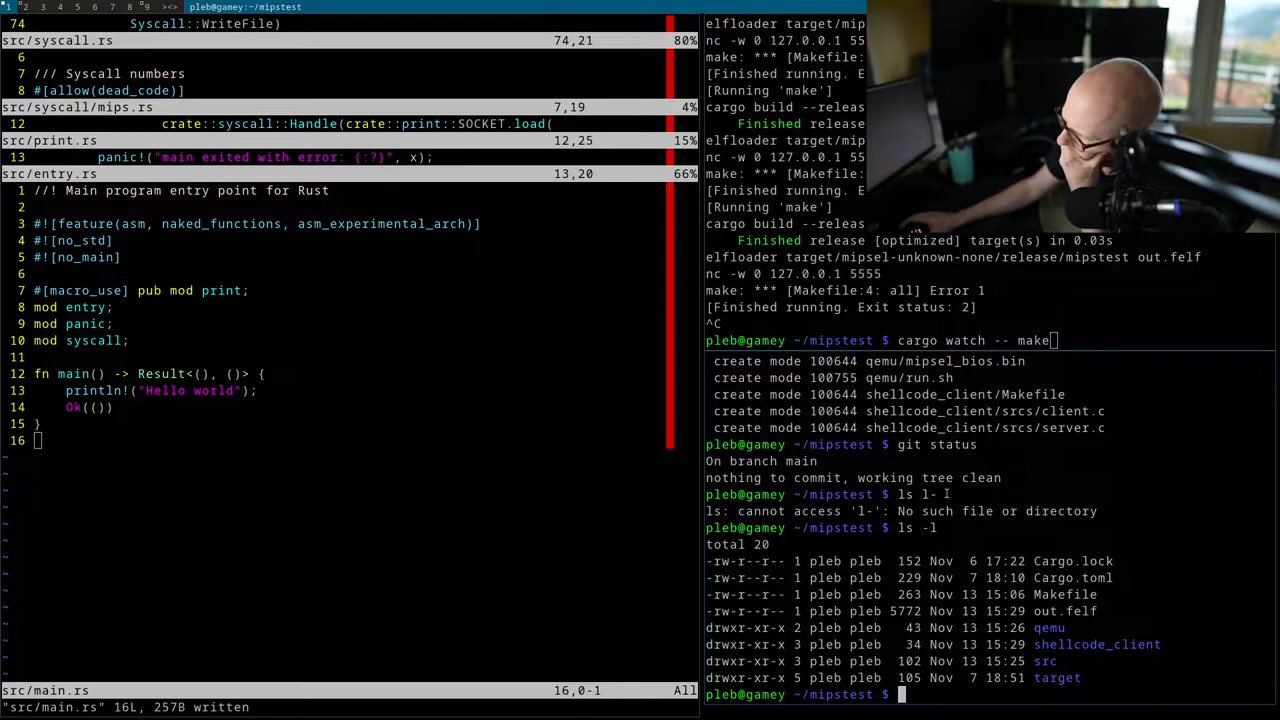 1 2 3 4 5 6 7 8 9 ><> pleb@gamey:~/mipstest
74 Syscall::WriteFile)
src/syscall.rs 74,21 80%
6
7 /// Syscall numbers
8 #[allow(dead_code)]
src/syscall/mips.rs 7,19 4%
12 crate::syscall::Handle(crate::print::SOCKET.load(
src/print.rs 12,25 15%
13 panic!("main exited with error: {:?}", x);
src/entry.rs 13,20 66%
1 //! Main program entry point for Rust
2
3 #![feature(asm, naked_functions, asm_experimental_arch)]
4 #![no_std]
5 #![no_main]
6
7 #[macro_use] pub mod print;
8 mod entry;
9 mod panic;
10 mod syscall;
11
12 fn main() -> Result<(), ()> {
13 println!("Hello world");
14 Ok(())
15 }
16
~
~
~
~
~
~
~
~
~
~
~
~
~
~
src/main.rs 16,0-1 All
"src/main.rs" 16L, 257B written
elfloader target/mip
nc -w 0 127.0.0.1 55
make: *** [Makefile:
[Finished running. E
[Running 'make']
cargo build --releas
Finished release
elfloader target/mip
nc -w 0 127.0.0.1 55
make: *** [Makefile:
[Finished running. E
[Running 'make']
cargo build --releas
Finished release [optimized] target(s) in 0.03s
elfloader target/mipsel-unknown-none/release/mipstest out.felf
nc -w 0 127.0.0.1 5555
make: *** [Makefile:4: all] Error 1
[Finished running. Exit status: 2]
^C
pleb@gamey ~/mipstest $ cargo watch -- make
create mode 100644 qemu/mipsel_bios.bin
create mode 100755 qemu/run.sh
create mode 100644 shellcode_client/Makefile
create mode 100644 shellcode_client/srcs/client.c
create mode 100644 shellcode_client/srcs/server.c
pleb@gamey ~/mipstest $ git status
On branch main
nothing to commit, working tree clean
pleb@gamey ~/mipstest $ ls l-
ls: cannot access 'l-': No such file or directory
pleb@gamey ~/mipstest $ ls -l
total 20
-rw-r--r-- 1 pleb pleb 152 Nov 6 17:22 Cargo.lock
-rw-r--r-- 1 pleb pleb 229 Nov 7 18:10 Cargo.toml
-rw-r--r-- 1 pleb pleb 263 Nov 13 15:06 Makefile
-rw-r--r-- 1 pleb pleb 5772 Nov 13 15:29 out.felf
drwxr-xr-x 2 pleb pleb 43 Nov 13 15:26 qemu
drwxr-xr-x 3 pleb pleb 34 Nov 13 15:29 shellcode_client
drwxr-xr-x 3 pleb pleb 102 Nov 13 15:25 src
drwxr-xr-x 5 pleb pleb 105 Nov 7 18:51 target
pleb@gamey ~/mipstest $